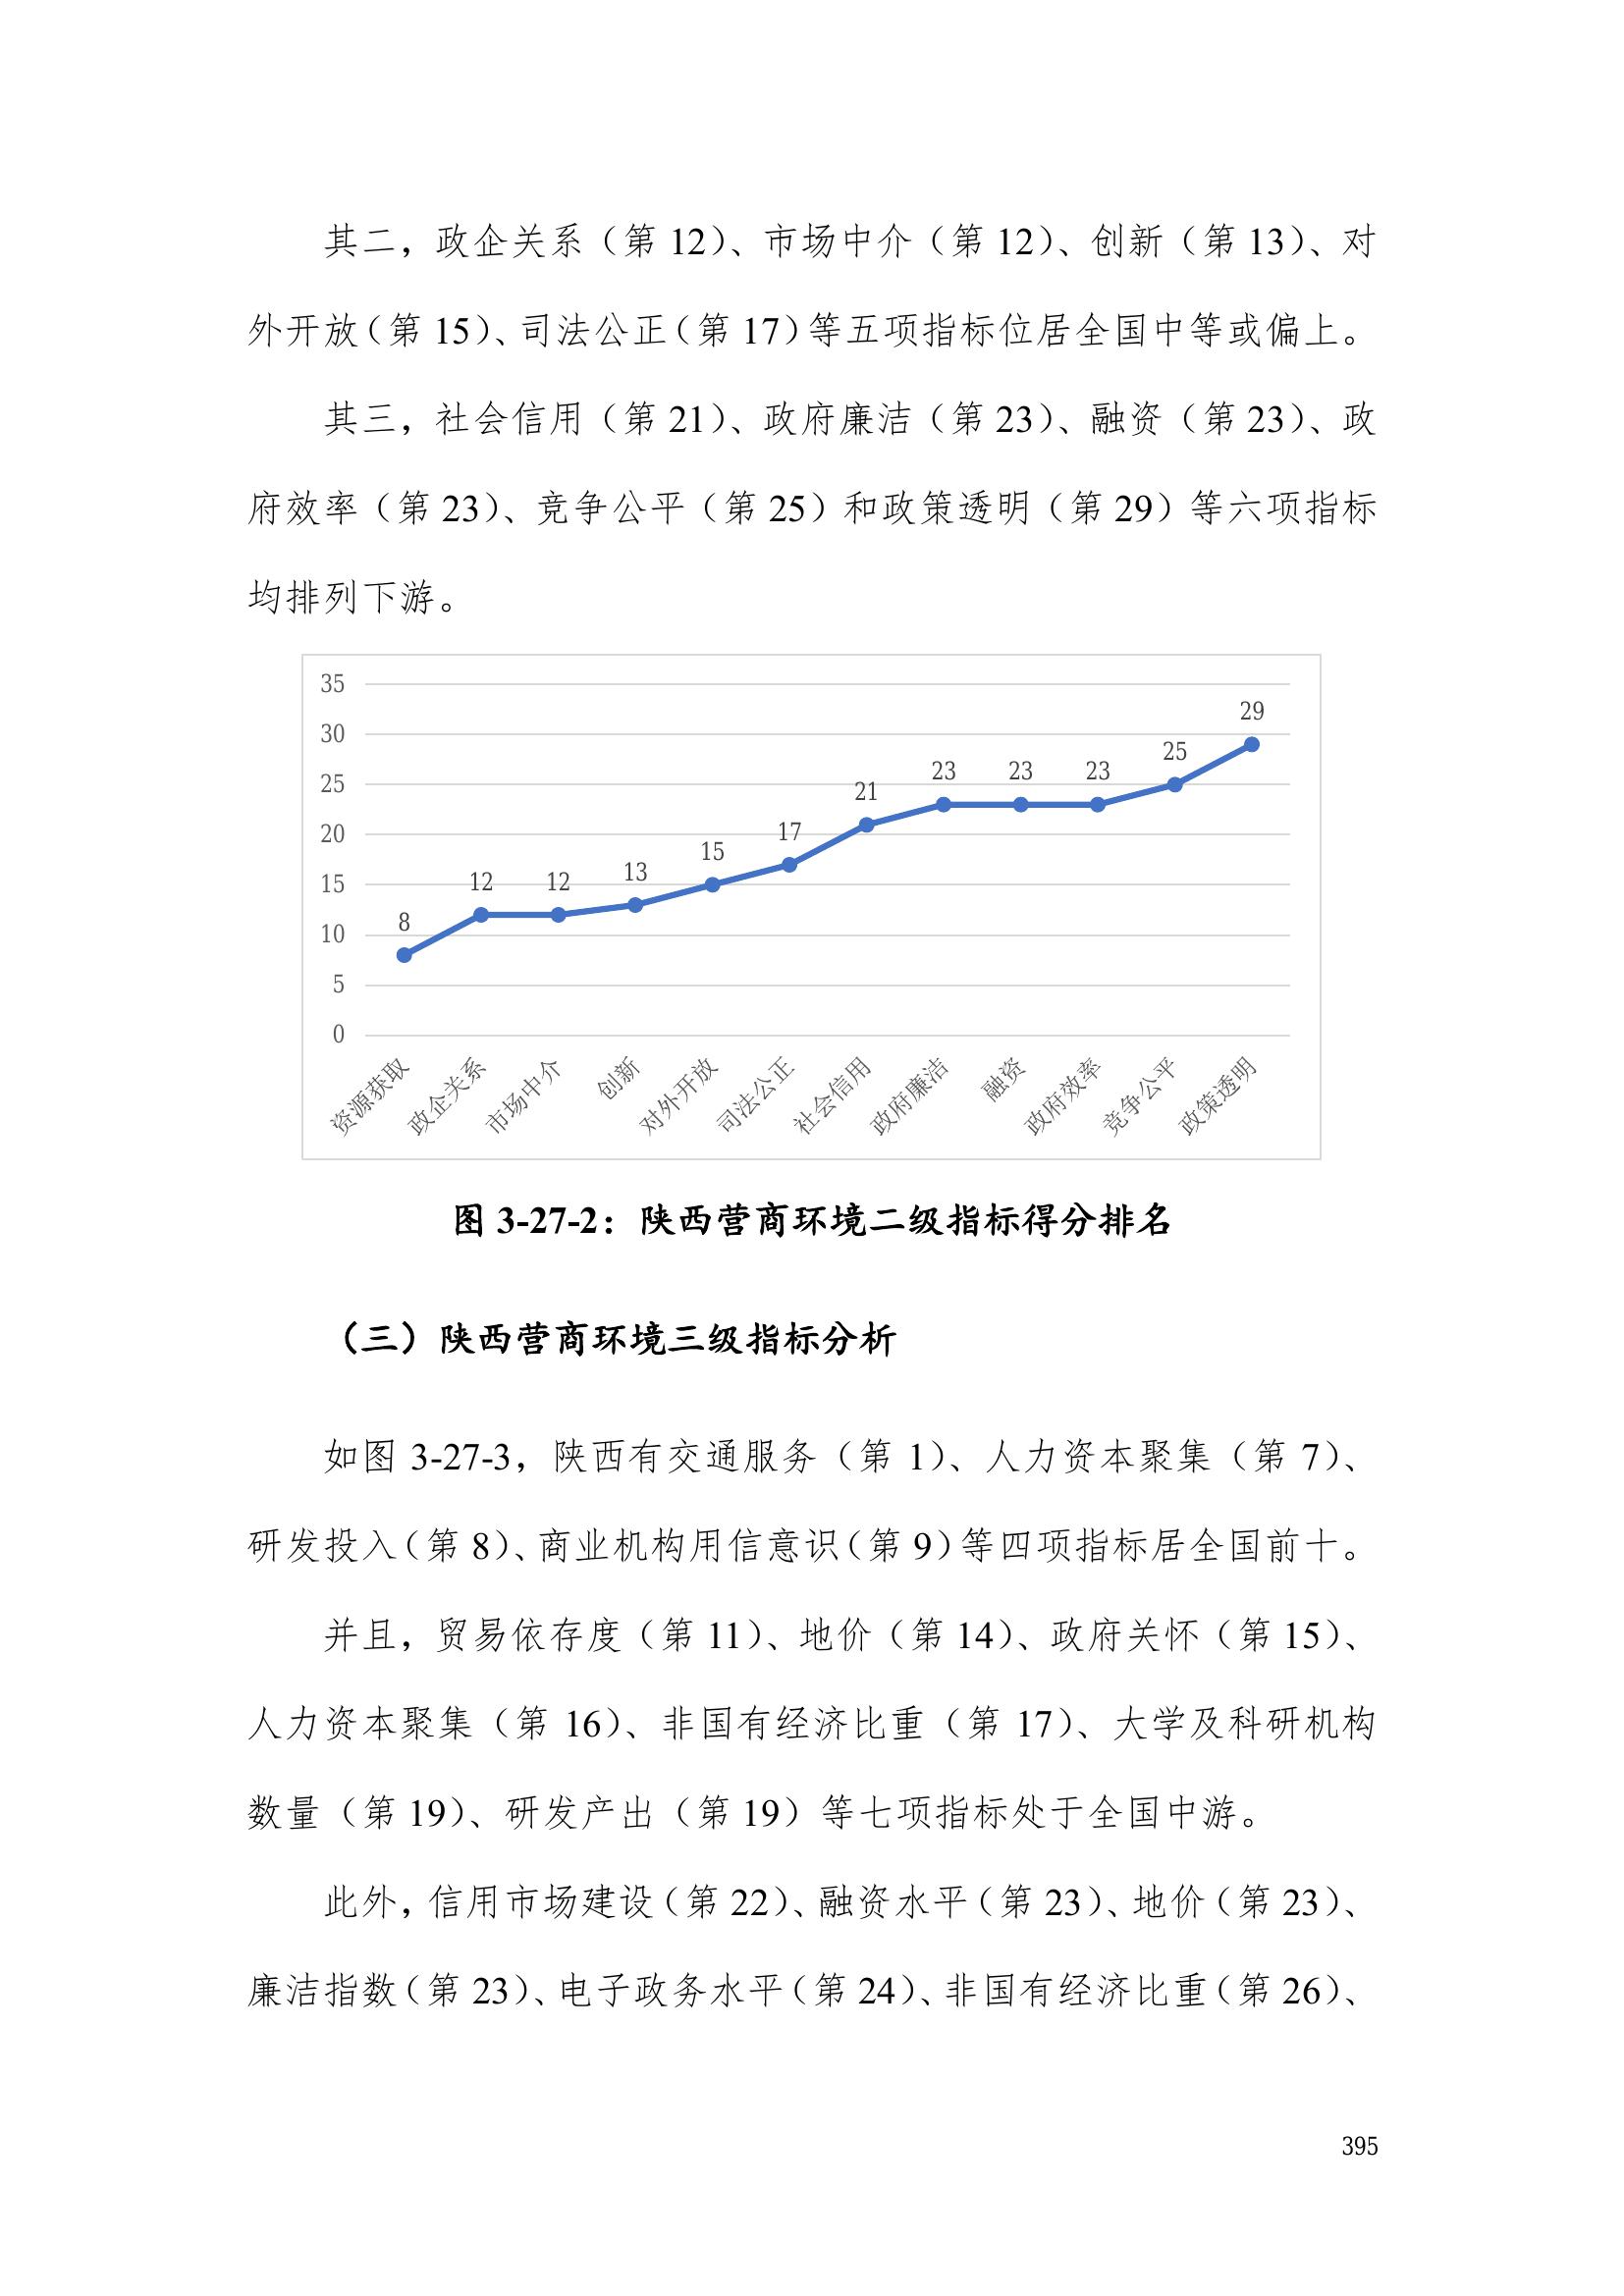 其二，政企关系（第 12）、市场中介（第 12）、创新（第 13）、对
外开放（第 15）、司法公正（第 17）等五项指标位居全国中等或偏上。
其三，社会信用（第 21）、政府廉洁（第 23）、融资（第 23）、政
府效率（第 23）、竞争公平（第 25）和政策透明（第 29）等六项指标
均排列下游。
35
30
25
20
15
10
5
0
8
12
12
13
15
17
21
23
23
23
25
29
资源获取
政企关系
市场中介
创新
对外开放
司法公正
社会信用
政府廉洁
融资
政府效率
竞争公平
政策透明
图 3-27-2：陕西营商环境二级指标得分排名
（三）陕西营商环境三级指标分析
如图 3-27-3，陕西有交通服务（第 1）、人力资本聚集（第 7）、
研发投入（第 8）、商业机构用信意识（第 9）等四项指标居全国前十。
并且，贸易依存度（第 11）、地价（第 14）、政府关怀（第 15）、
人力资本聚集（第 16）、非国有经济比重（第 17）、大学及科研机构
数量（第 19）、研发产出（第 19）等七项指标处于全国中游。
此外，信用市场建设（第 22）、融资水平（第 23）、地价（第 23）、
廉洁指数（第 23）、电子政务水平（第 24）、非国有经济比重（第 26）、
395